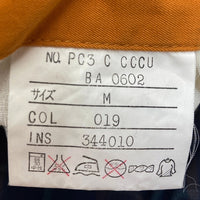 NO. PC3 C CCCU
BA 0602
サイズ M
COL 019
INS 344010